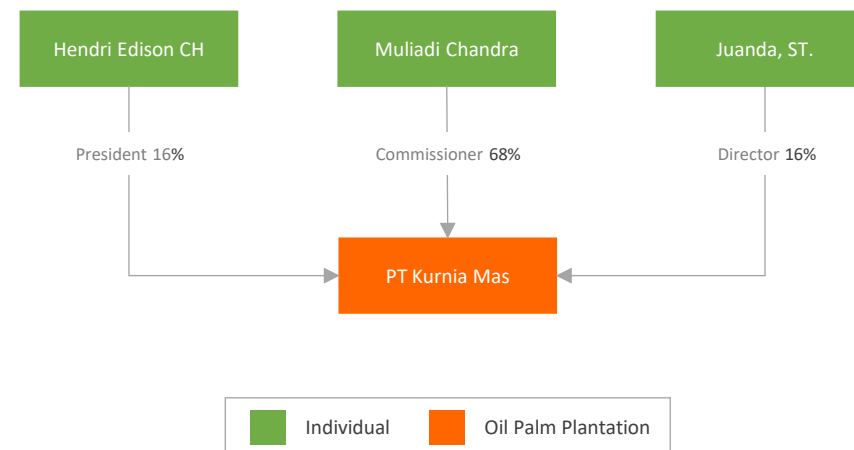 Hendri Edison CH
Muliadi Chandra
Juanda, ST.
President 16%
Commissioner 68%
Director 16%
PT Kurnia Mas
Individual
Oil Palm Plantation